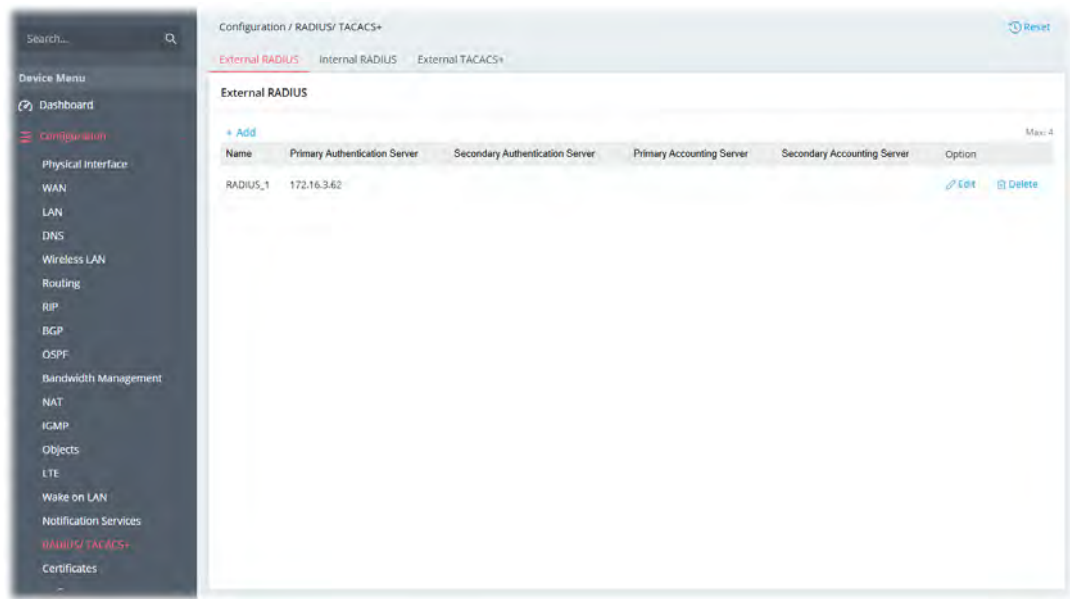 Search...
Configuration / RADIUS/ TACACS+
Reset
External RADIUS Internal RADIUS External TACACS+
Device Menu
Dashboard
Configuration
Physical Interface
WAN
LAN
DNS
Wireless LAN
Routing
RIP
BGP
OSPF
Bandwidth Management
NAT
IGMP
Objects
LTE
Wake on LAN
Notification Services
RADIUS/ TACACS+
Certificates
External RADIUS
+ Add
Max: 4
Name Primary Authentication Server Secondary Authentication Server Primary Accounting Server Secondary Accounting Server Option
RADIUS_1 172.16.3.62 Edit Delete